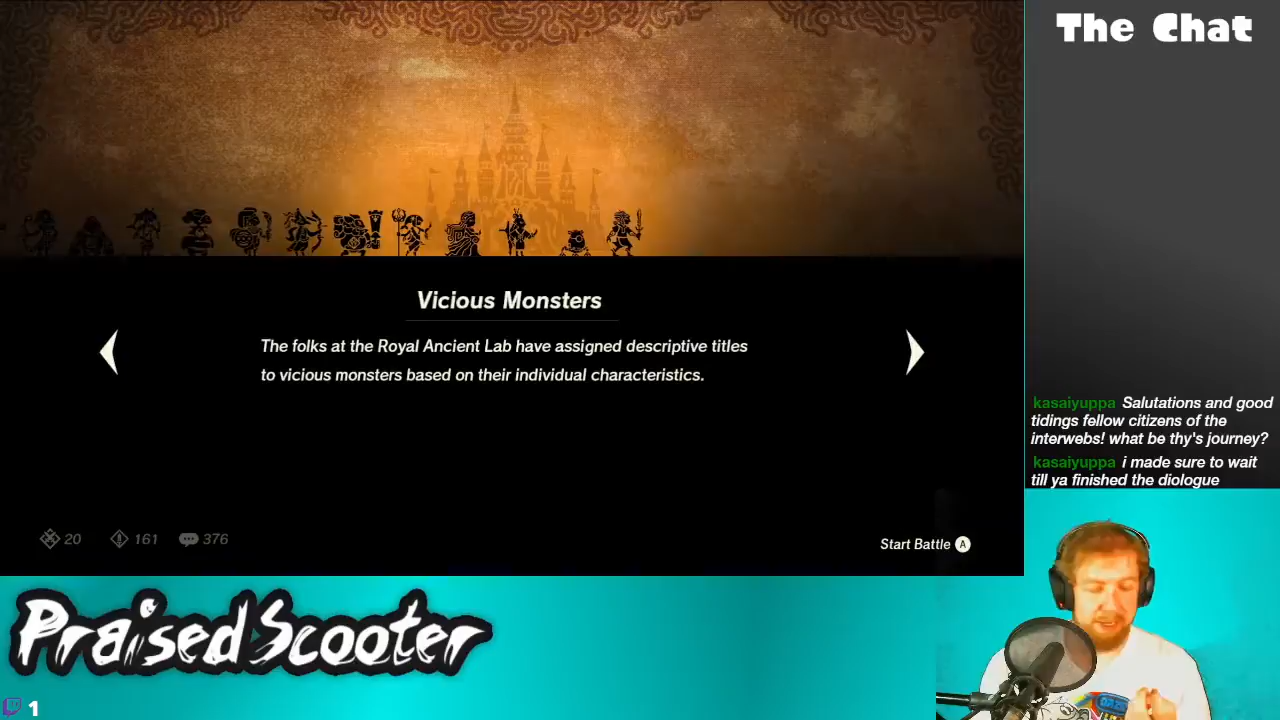 The Chat
Vicious Monsters
The folks at the Royal Ancient Lab have assigned descriptive titles
to vicious monsters based on their individual characteristics.
20 161 376
Start Battle A
kasaiyuppa Salutations and good
tidings fellow citizens of the
interwebs! what be thy's journey?
kasaiyuppa i made sure to wait
till ya finished the diologue
PraisedScooter
1